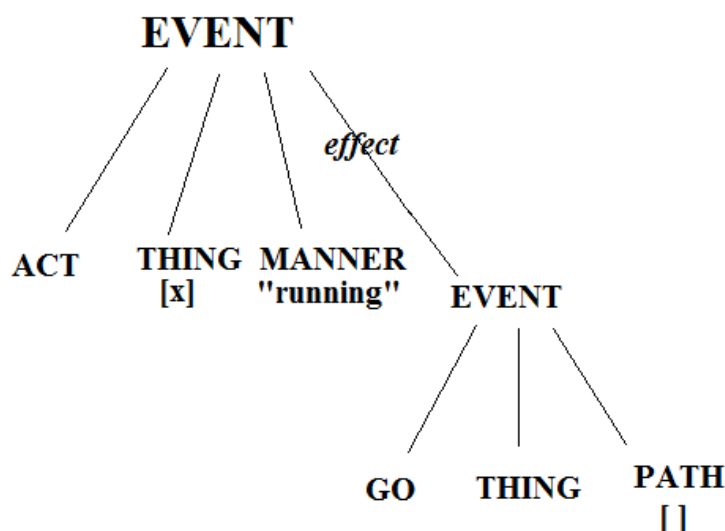 EVENT
effect
ACT THING MANNER
[x] "running"
EVENT
GO THING PATH
[ ]